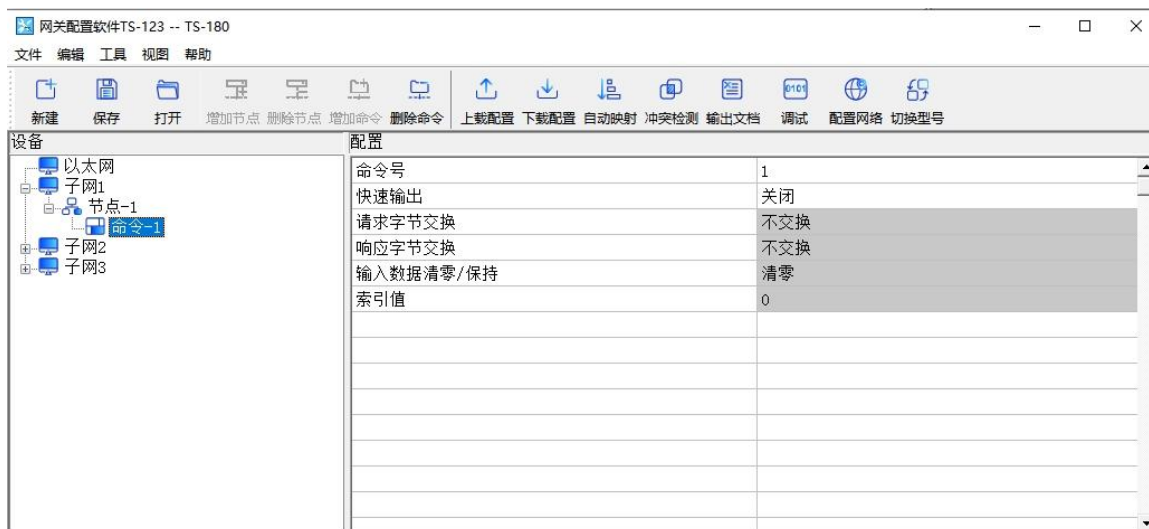 网关配置软件TS-123 -- TS-180
文件 编辑 工具 视图 帮助
新建 保存 打开 增加节点 删除节点 增加命令 删除命令 上载配置 下载配置 自动映射 冲突检测 输出文档 调试 配置网络 切换型号
设备
以太网
子网1
节点-1
命令-1
子网2
子网3
配置
命令号 1
快速输出 关闭
请求字节交换 不交换
响应字节交换 不交换
输入数据清零/保持 清零
索引值 0